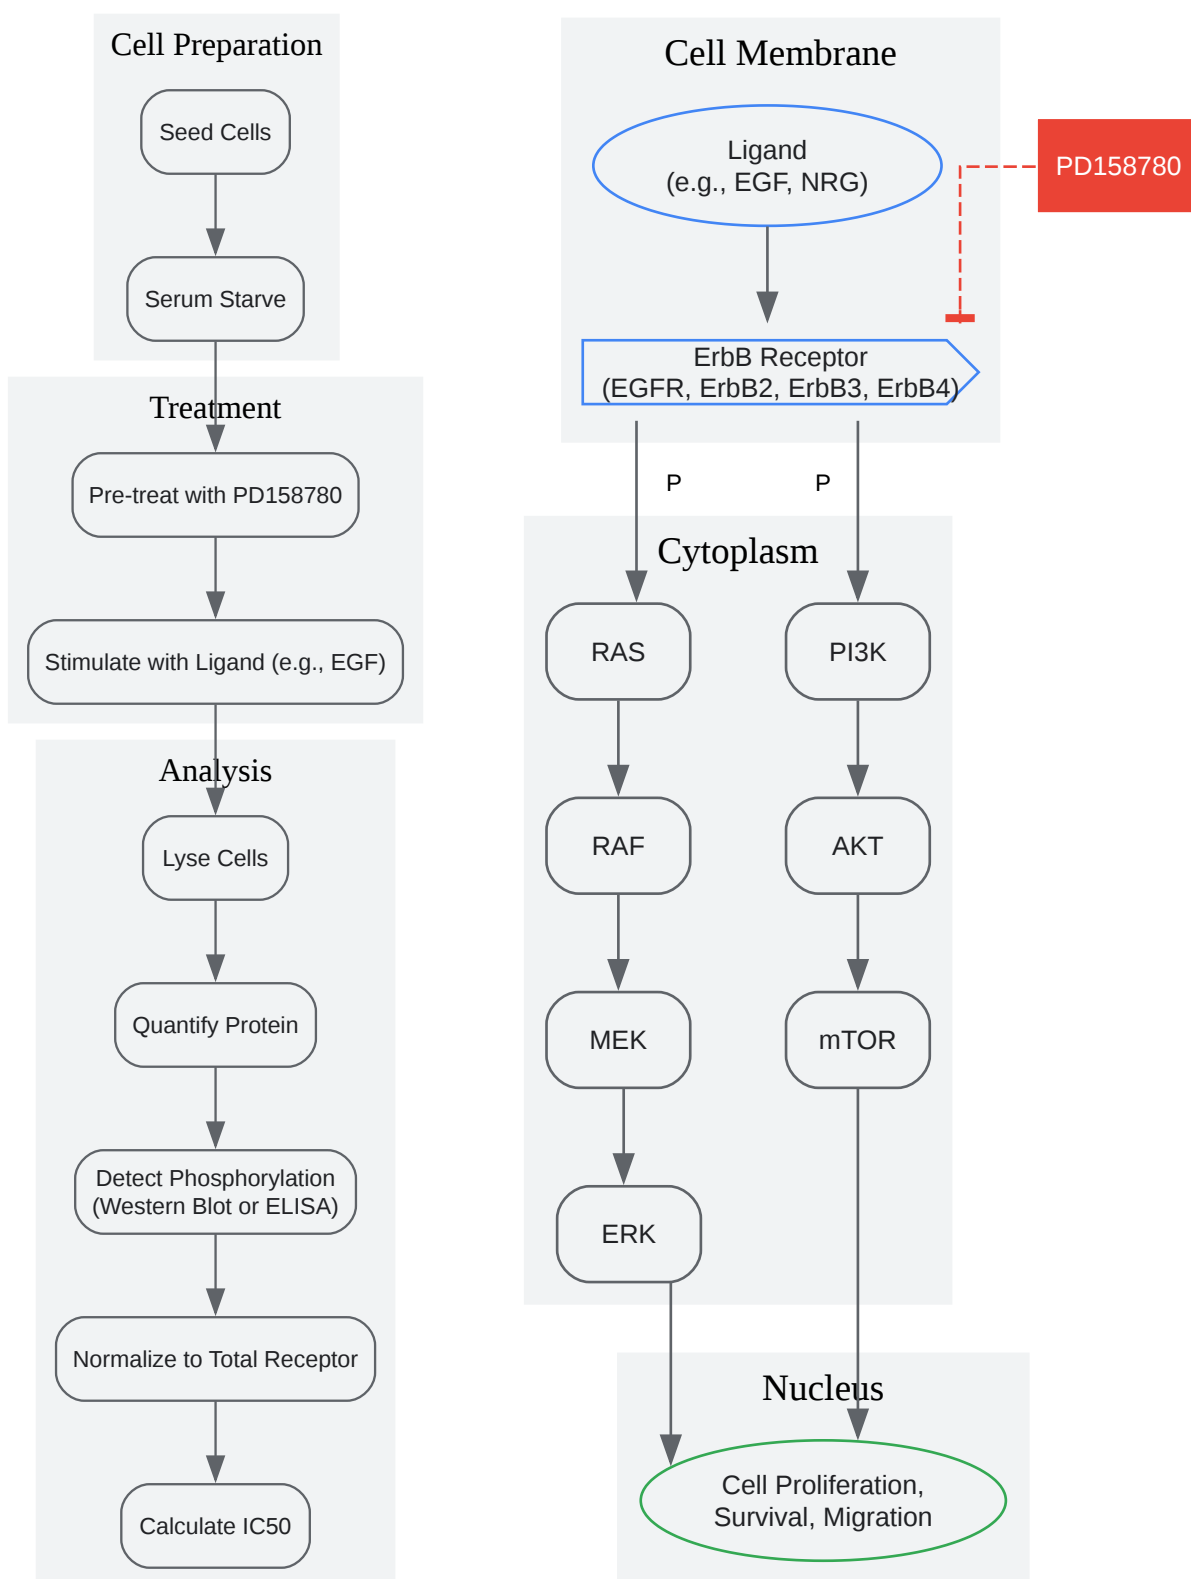 Cell Preparation
Seed Cells
Serum Starve
Treatment
Pre-treat with PD158780
Stimulate with Ligand (e.g., EGF)
Analysis
Lyse Cells
Quantify Protein
Detect Phosphorylation
(Western Blot or ELISA)
Normalize to Total Receptor
Calculate IC50
Cell Membrane
Ligand
(e.g., EGF, NRG)
PD158780
ErbB Receptor
(EGFR, ErbB2, ErbB3, ErbB4)
P
P
Cytoplasm
RAS
PI3K
RAF
AKT
MEK
mTOR
ERK
Nucleus
Cell Proliferation,
Survival, Migration